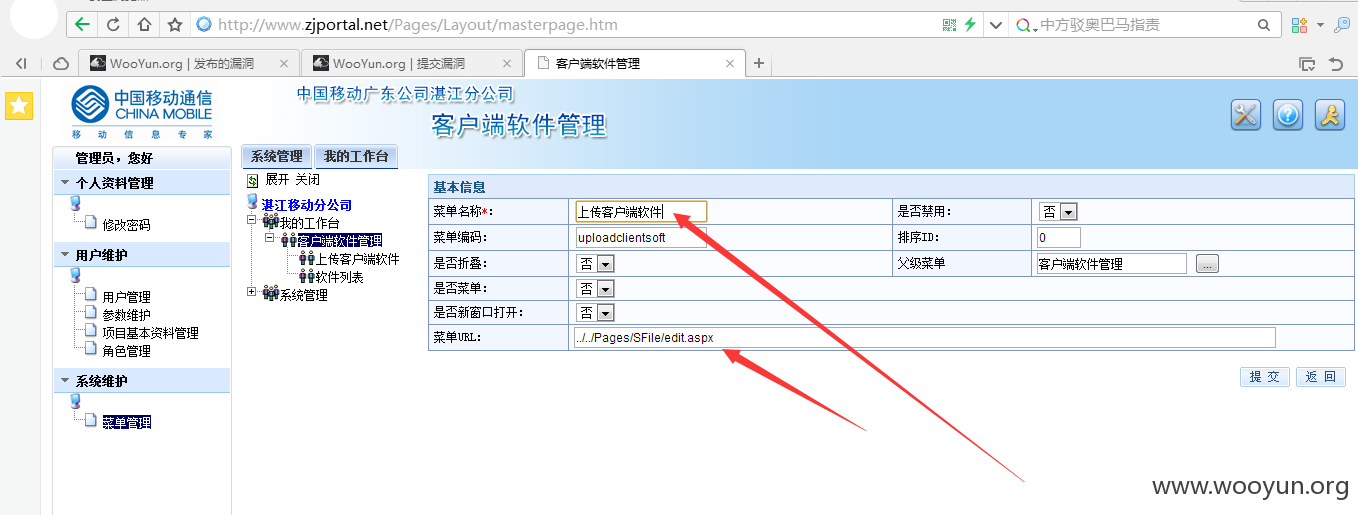 http://www.zjportal.net/Pages/Layout/masterpage.htm
中方驳奥巴马指责
WooYun.org | 发布的漏洞
WooYun.org | 提交漏洞
客户端软件管理
中国移动通信
CHINA MOBILE
移动信息专家
中国移动广东公司湛江分公司
客户端软件管理
管理员，您好
个人资料管理
修改密码
用户维护
用户管理
参数维护
项目基本资料管理
角色管理
系统维护
菜单管理
系统管理 我的工作台
展开 关闭
湛江移动分公司
我的工作台
客户端软件管理
上传客户端软件
软件列表
系统管理
基本信息
菜单名称*： 上传客户端软件 是否禁用： 否
菜单编码： uploadclientsoft 排序ID： 0
是否折叠： 否 父级菜单 客户端软件管理 ...
是否菜单： 否
是否新窗口打开： 否
菜单URL： ../../Pages/SFile/edit.aspx
提 交 返 回
www.wooyun.org